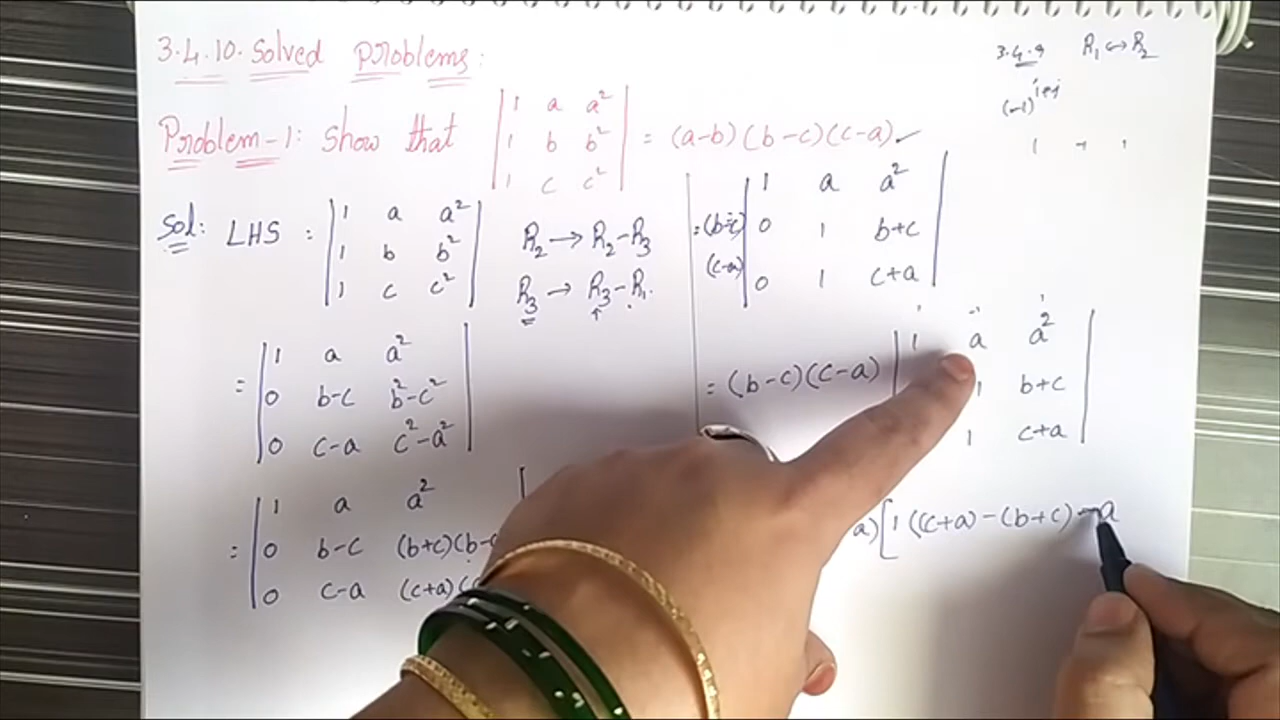 3.4.10. Solved Problems:
3.4.9 R₁ ↔ R₂
(-1)^{i+j}
Problem-1: Show that | 1 a a² | = (a-b)(b-c)(c-a)
| 1 b b² |
| 1 c c² |
Sol: LHS = | 1 a a² | R₂ → R₂-R₃
| 1 b b² | R₃ → R₃-R₁.
| 1 c c² |
= | 1 a a² |
| 0 b-c b²-c² |
| 0 c-a c²-a² |
= | 1 a a² |
| 0 b-c (b+c)(b-c
| 0 c-a (c+a)(
= (b-c) (c-a) | 1 a a² |
| 0 1 b+c |
| 0 1 c+a |
= (b-c)(c-a) | 1 a a² |
1 b+c |
1 c+a |
a) [ 1 ((c+a) - (b+c) - a